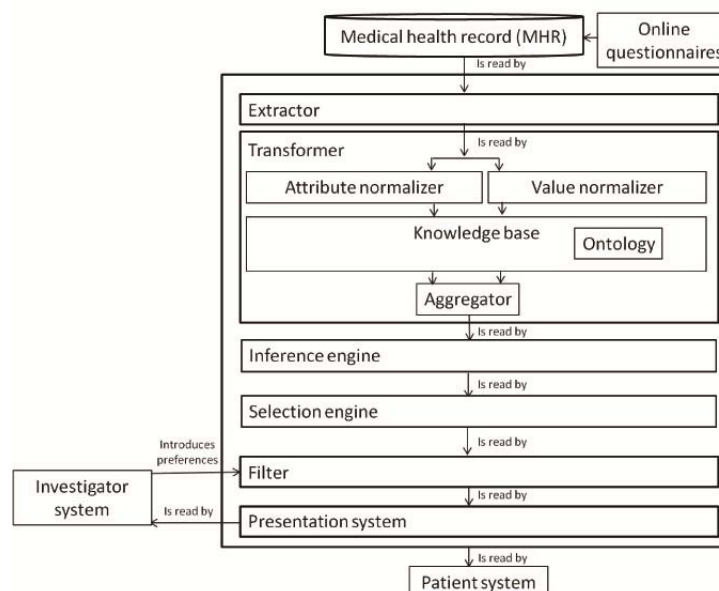 Medical health record (MHR)
Online
questionnaires
Is read by
Extractor
Is read by
Transformer
Attribute normalizer
Value normalizer
Knowledge base
Ontology
Aggregator
Is read by
Inference engine
Is read by
Selection engine
Is read by
Introduces
preferences
Filter
Investigator
system
Is read by
Is read by
Presentation system
Is read by
Patient system